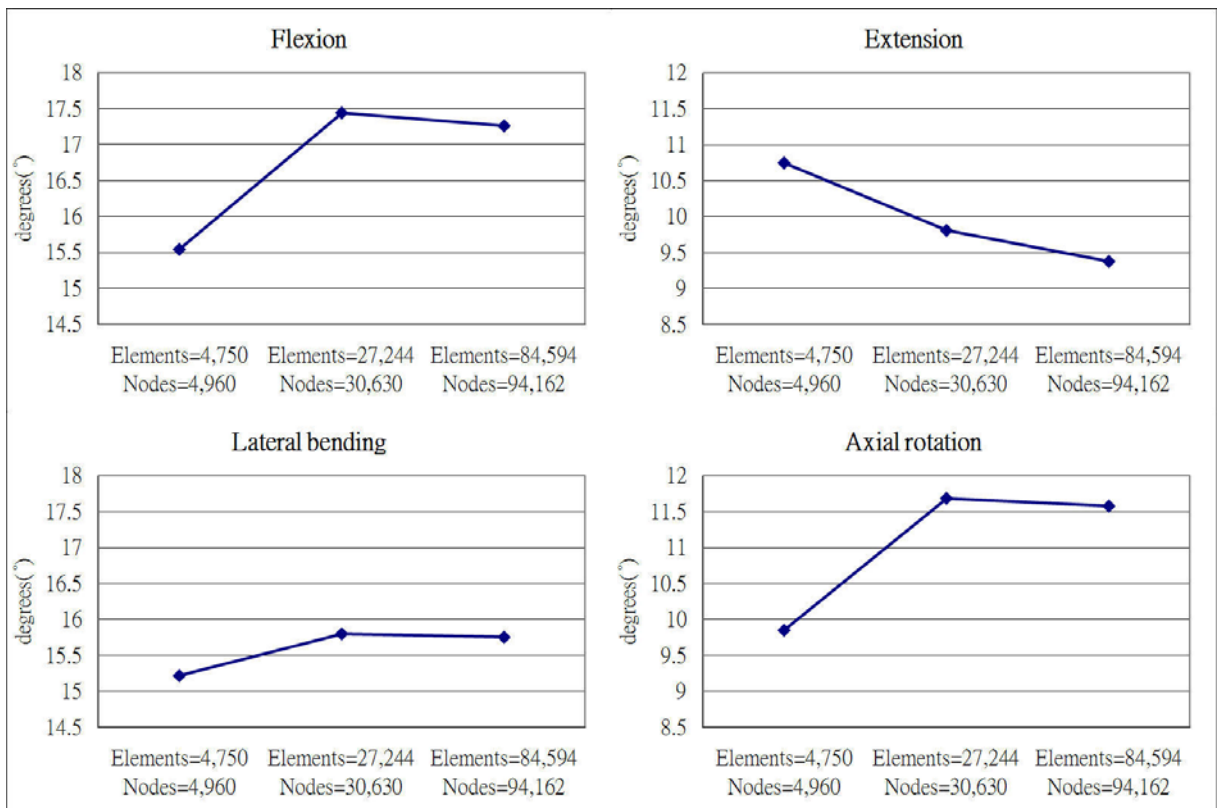 Flexion
degrees(°)
18
17.5
17
16.5
16
15.5
15
14.5
Elements=4,750 Elements=27,244 Elements=84,594
Nodes=4,960 Nodes=30,630 Nodes=94,162
Extension
degrees(°)
12
11.5
11
10.5
10
9.5
9
8.5
Elements=4,750 Elements=27,244 Elements=84,594
Nodes=4,960 Nodes=30,630 Nodes=94,162
Lateral bending
degrees(°)
18
17.5
17
16.5
16
15.5
15
14.5
Elements=4,750 Elements=27,244 Elements=84,594
Nodes=4,960 Nodes=30,630 Nodes=94,162
Axial rotation
degrees(°)
12
11.5
11
10.5
10
9.5
9
8.5
Elements=4,750 Elements=27,244 Elements=84,594
Nodes=4,960 Nodes=30,630 Nodes=94,162